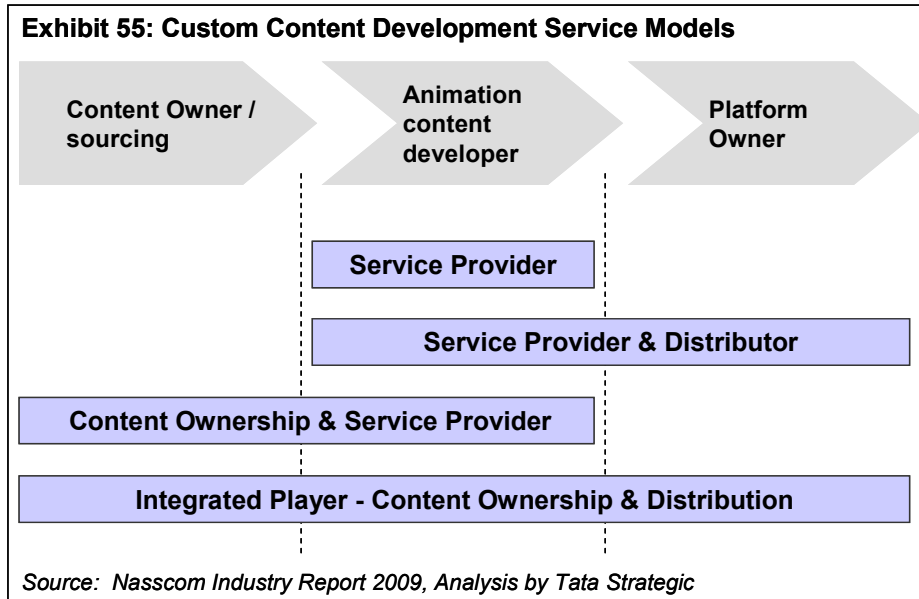 Exhibit 55: Custom Content Development Service Models
Content Owner /
sourcing
Animation
content
developer
Platform
Owner
Service Provider
Service Provider & Distributor
Content Ownership & Service Provider
Integrated Player - Content Ownership & Distribution
Source: Nasscom Industry Report 2009, Analysis by Tata Strategic